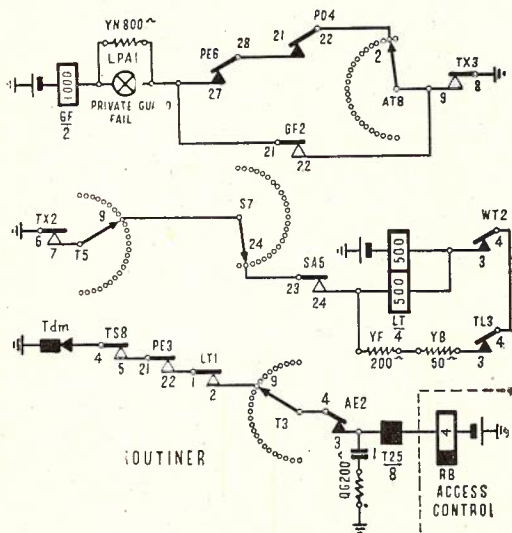 YN 800~
LPA1
PRIVATE GU D
FAIL
1000
GF
2
PE6
27
28
21
PD4
22
2
AT8
TX3
9
8
GF2
21
22
TX2
6
7
T5
9
S7
24
SA5
23
24
500
500
LT
4
WT2
4
3
TL3
4
3
YF
200~
YB
50~
Tdm
TS8
4
5
PE3
21
22
LT1
1
2
9
T3
4
AE2
3
1
QG200~
T25
8
4
RB
ACCESS
CONTROL
OUTINER